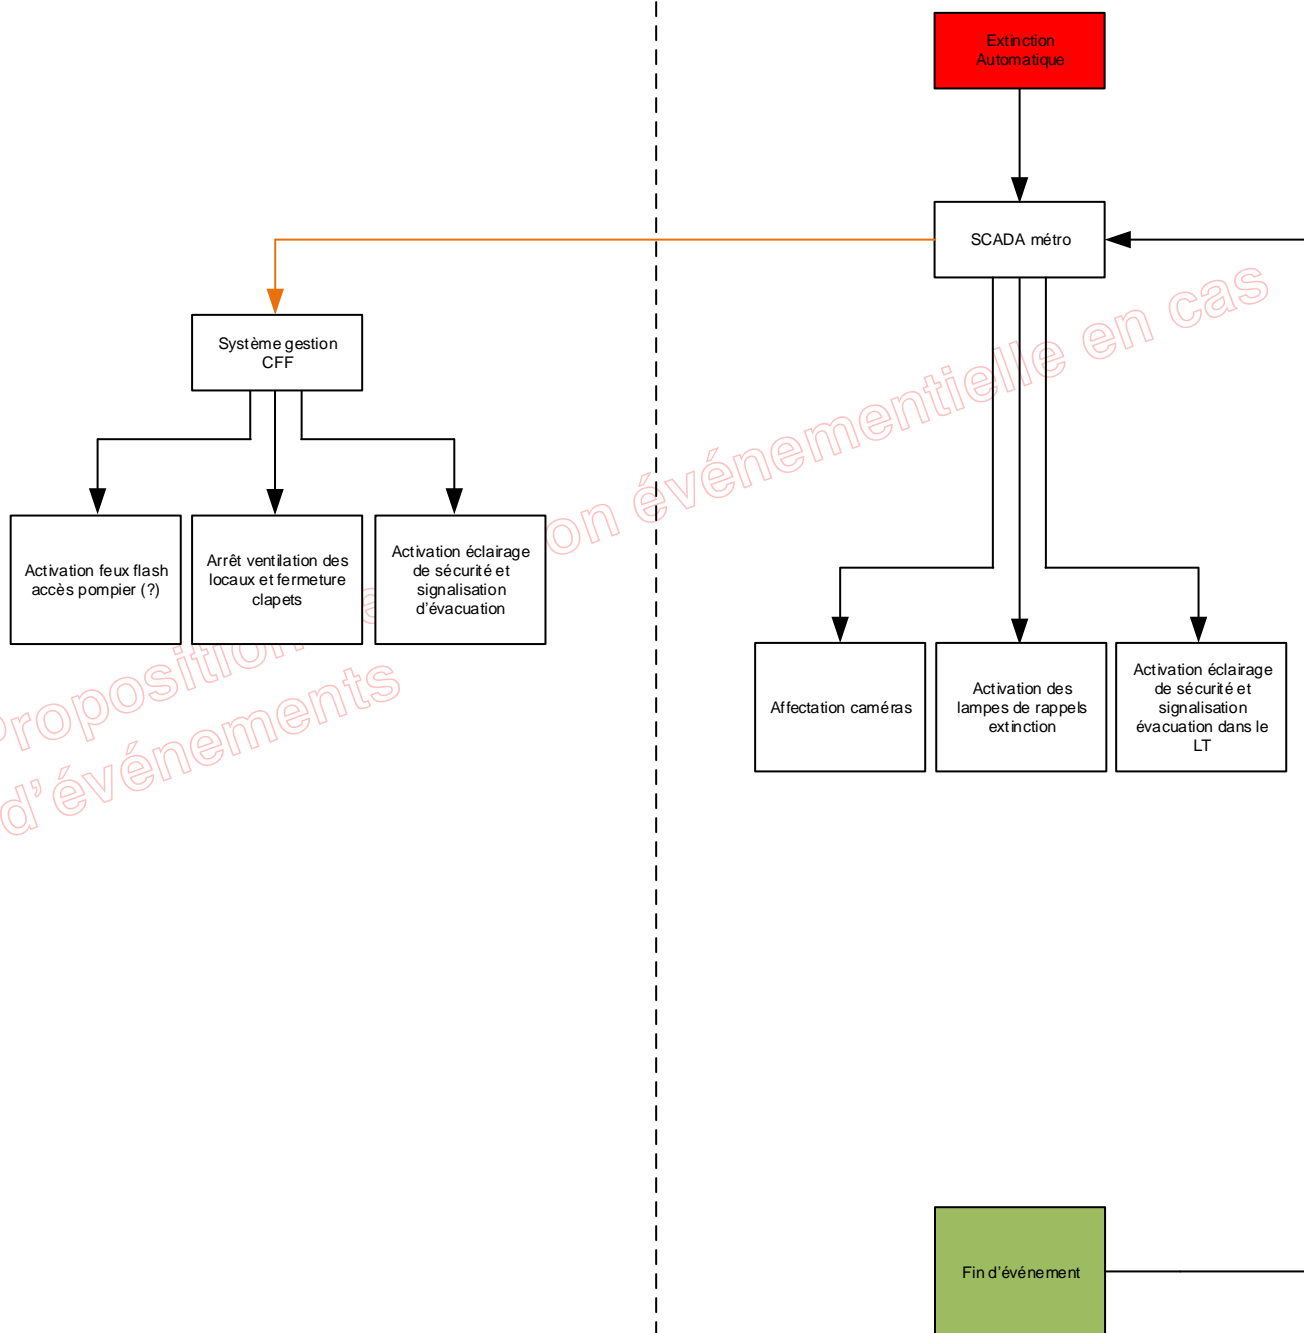 Extinction
Automatique
SCADA métro
Système gestion
CFF
Activation feux flash
accès pompier (?)
Arrêt ventilation des
locaux et fermeture
clapets
Activation éclairage
de sécurité et
signalisation
d'évacuation
Affectation caméras
Activation des
lampes de rappels
extinction
Activation éclairage
de sécurité et
signalisation
évacuation dans le
LT
Fin d'événement
Proposition événementielle en cas
d'événements